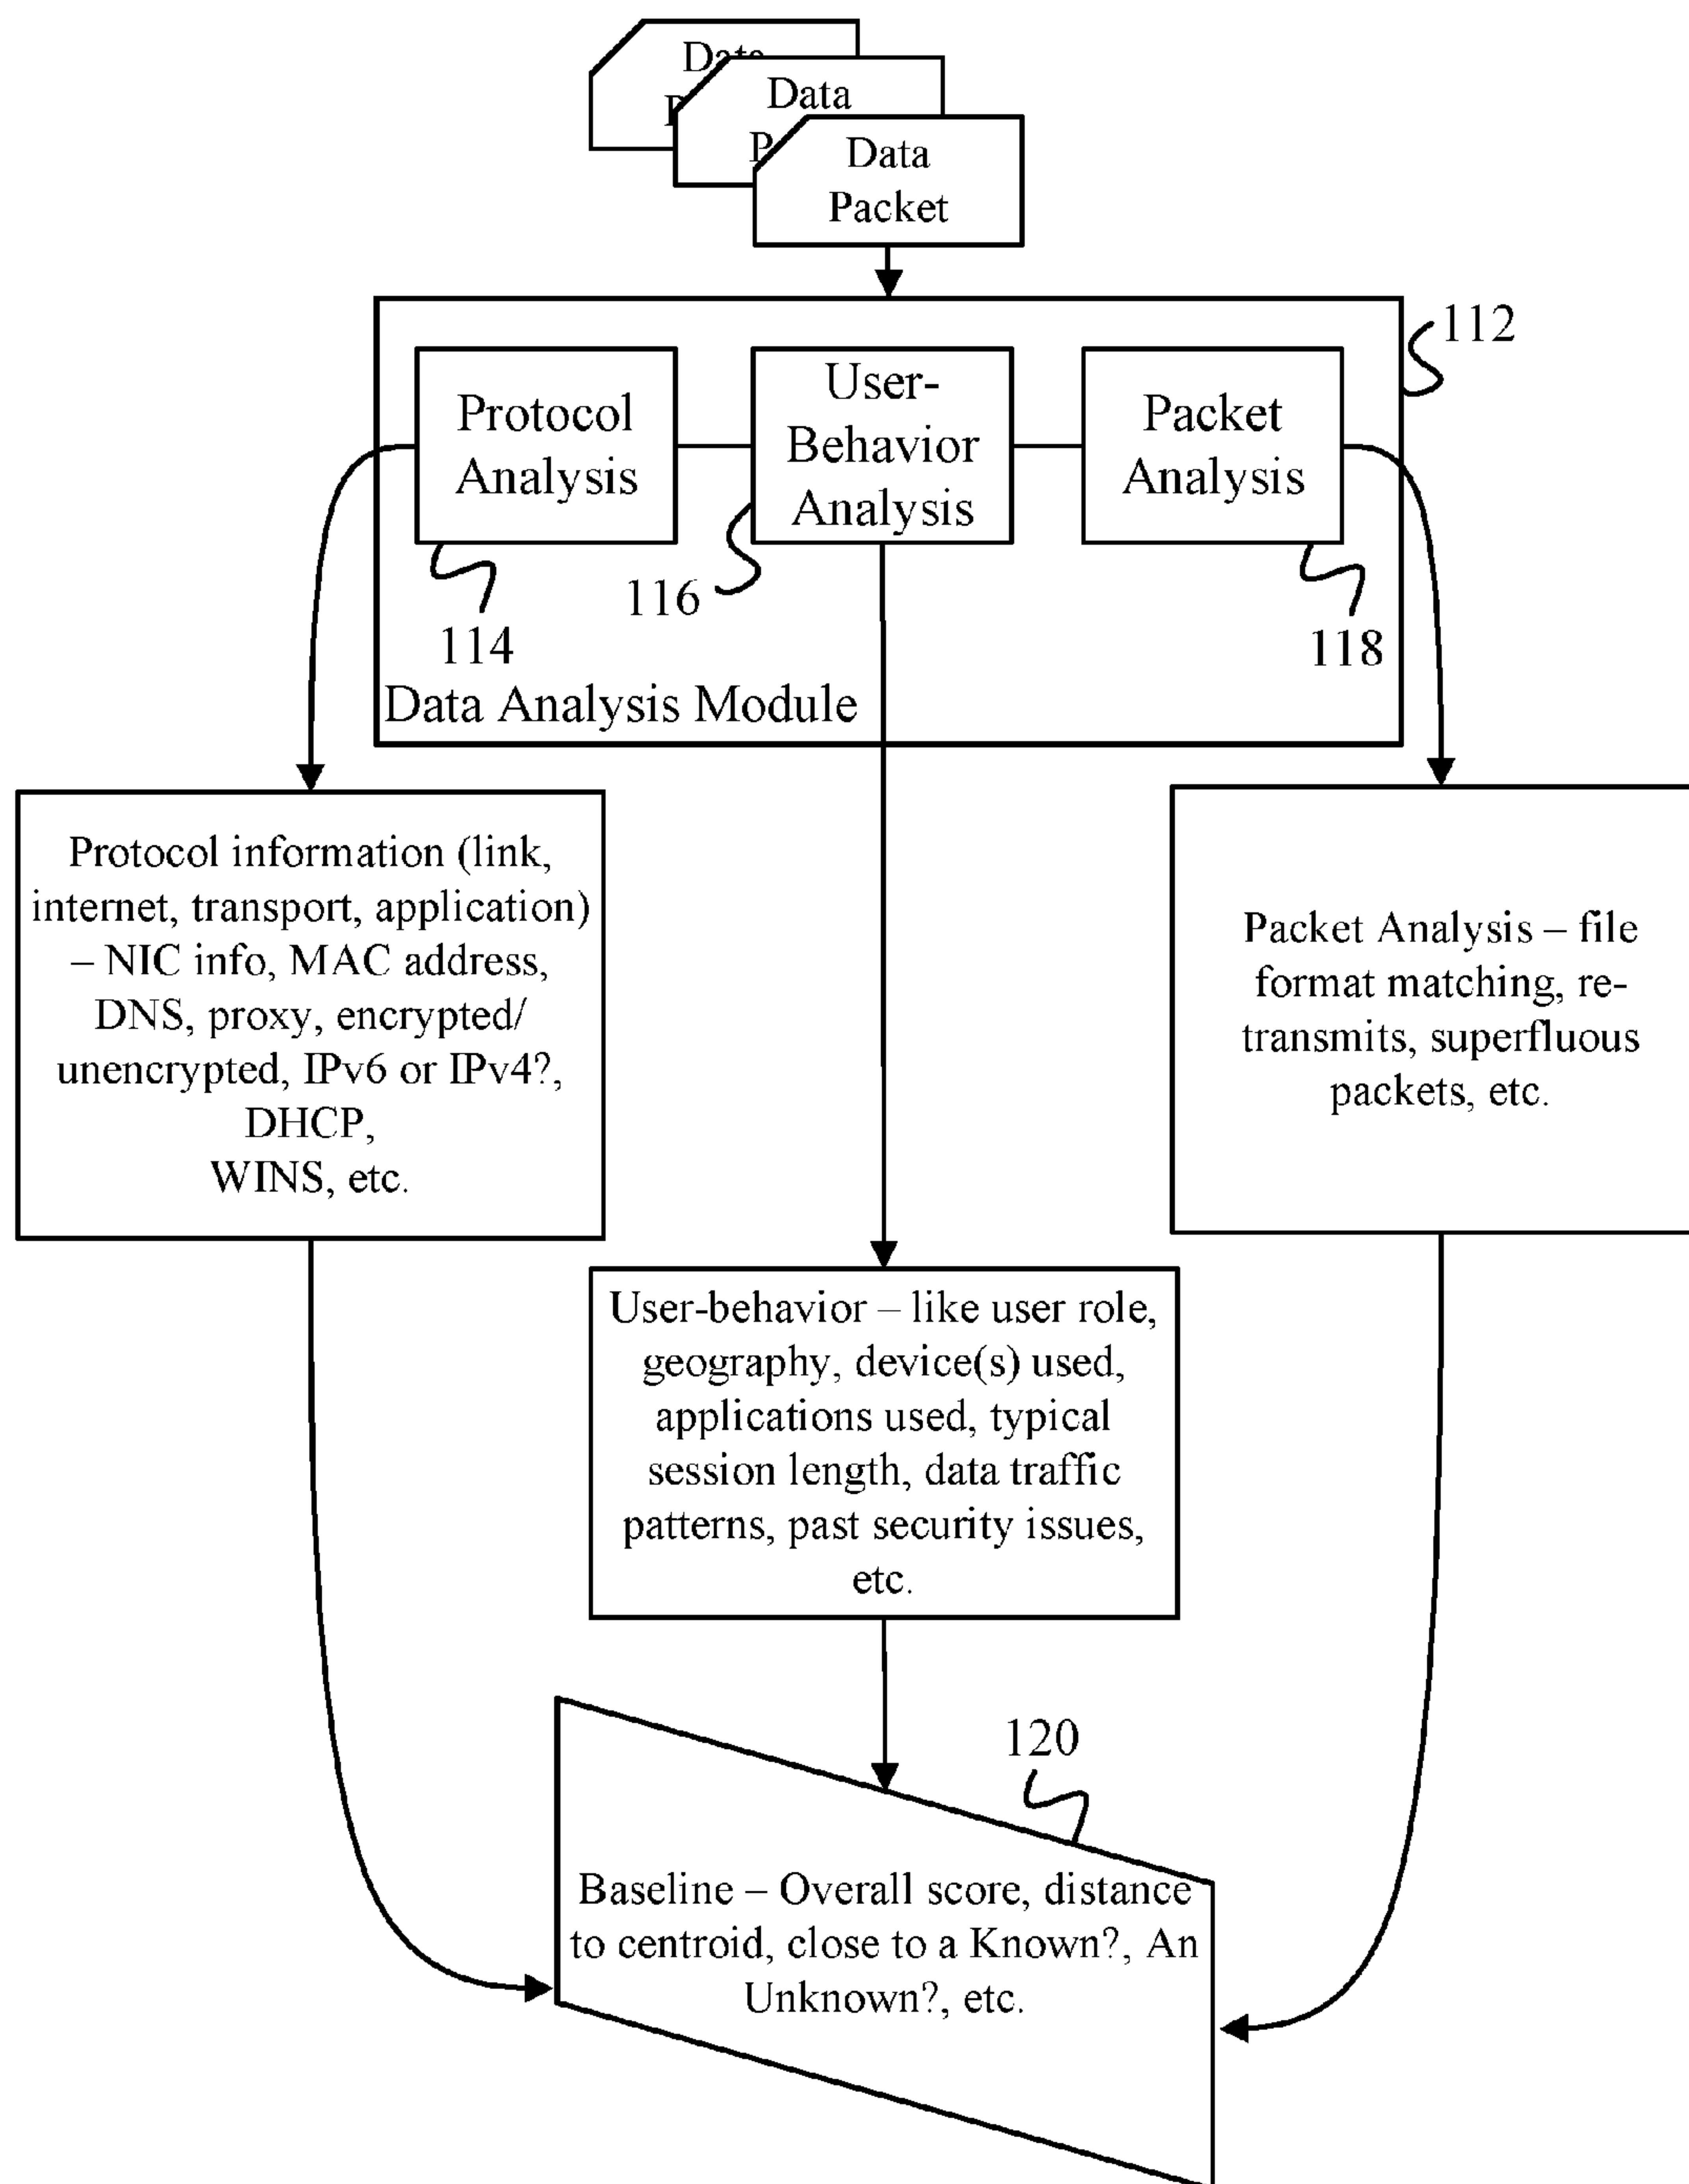 Data
Data
P
Data
Packet
112
Protocol
Analysis
User-
Behavior
Analysis
Packet
Analysis
116
114
118
Data Analysis Module
Protocol information (link,
internet, transport, application)
– NIC info, MAC address,
DNS, proxy, encrypted/
unencrypted, IPv6 or IPv4?,
DHCP,
WINS, etc.
Packet Analysis – file
format matching, re-
transmits, superfluous
packets, etc.
User-behavior – like user role,
geography, device(s) used,
applications used, typical
session length, data traffic
patterns, past security issues,
etc.
120
Baseline – Overall score, distance
to centroid, close to a Known?, An
Unknown?, etc.